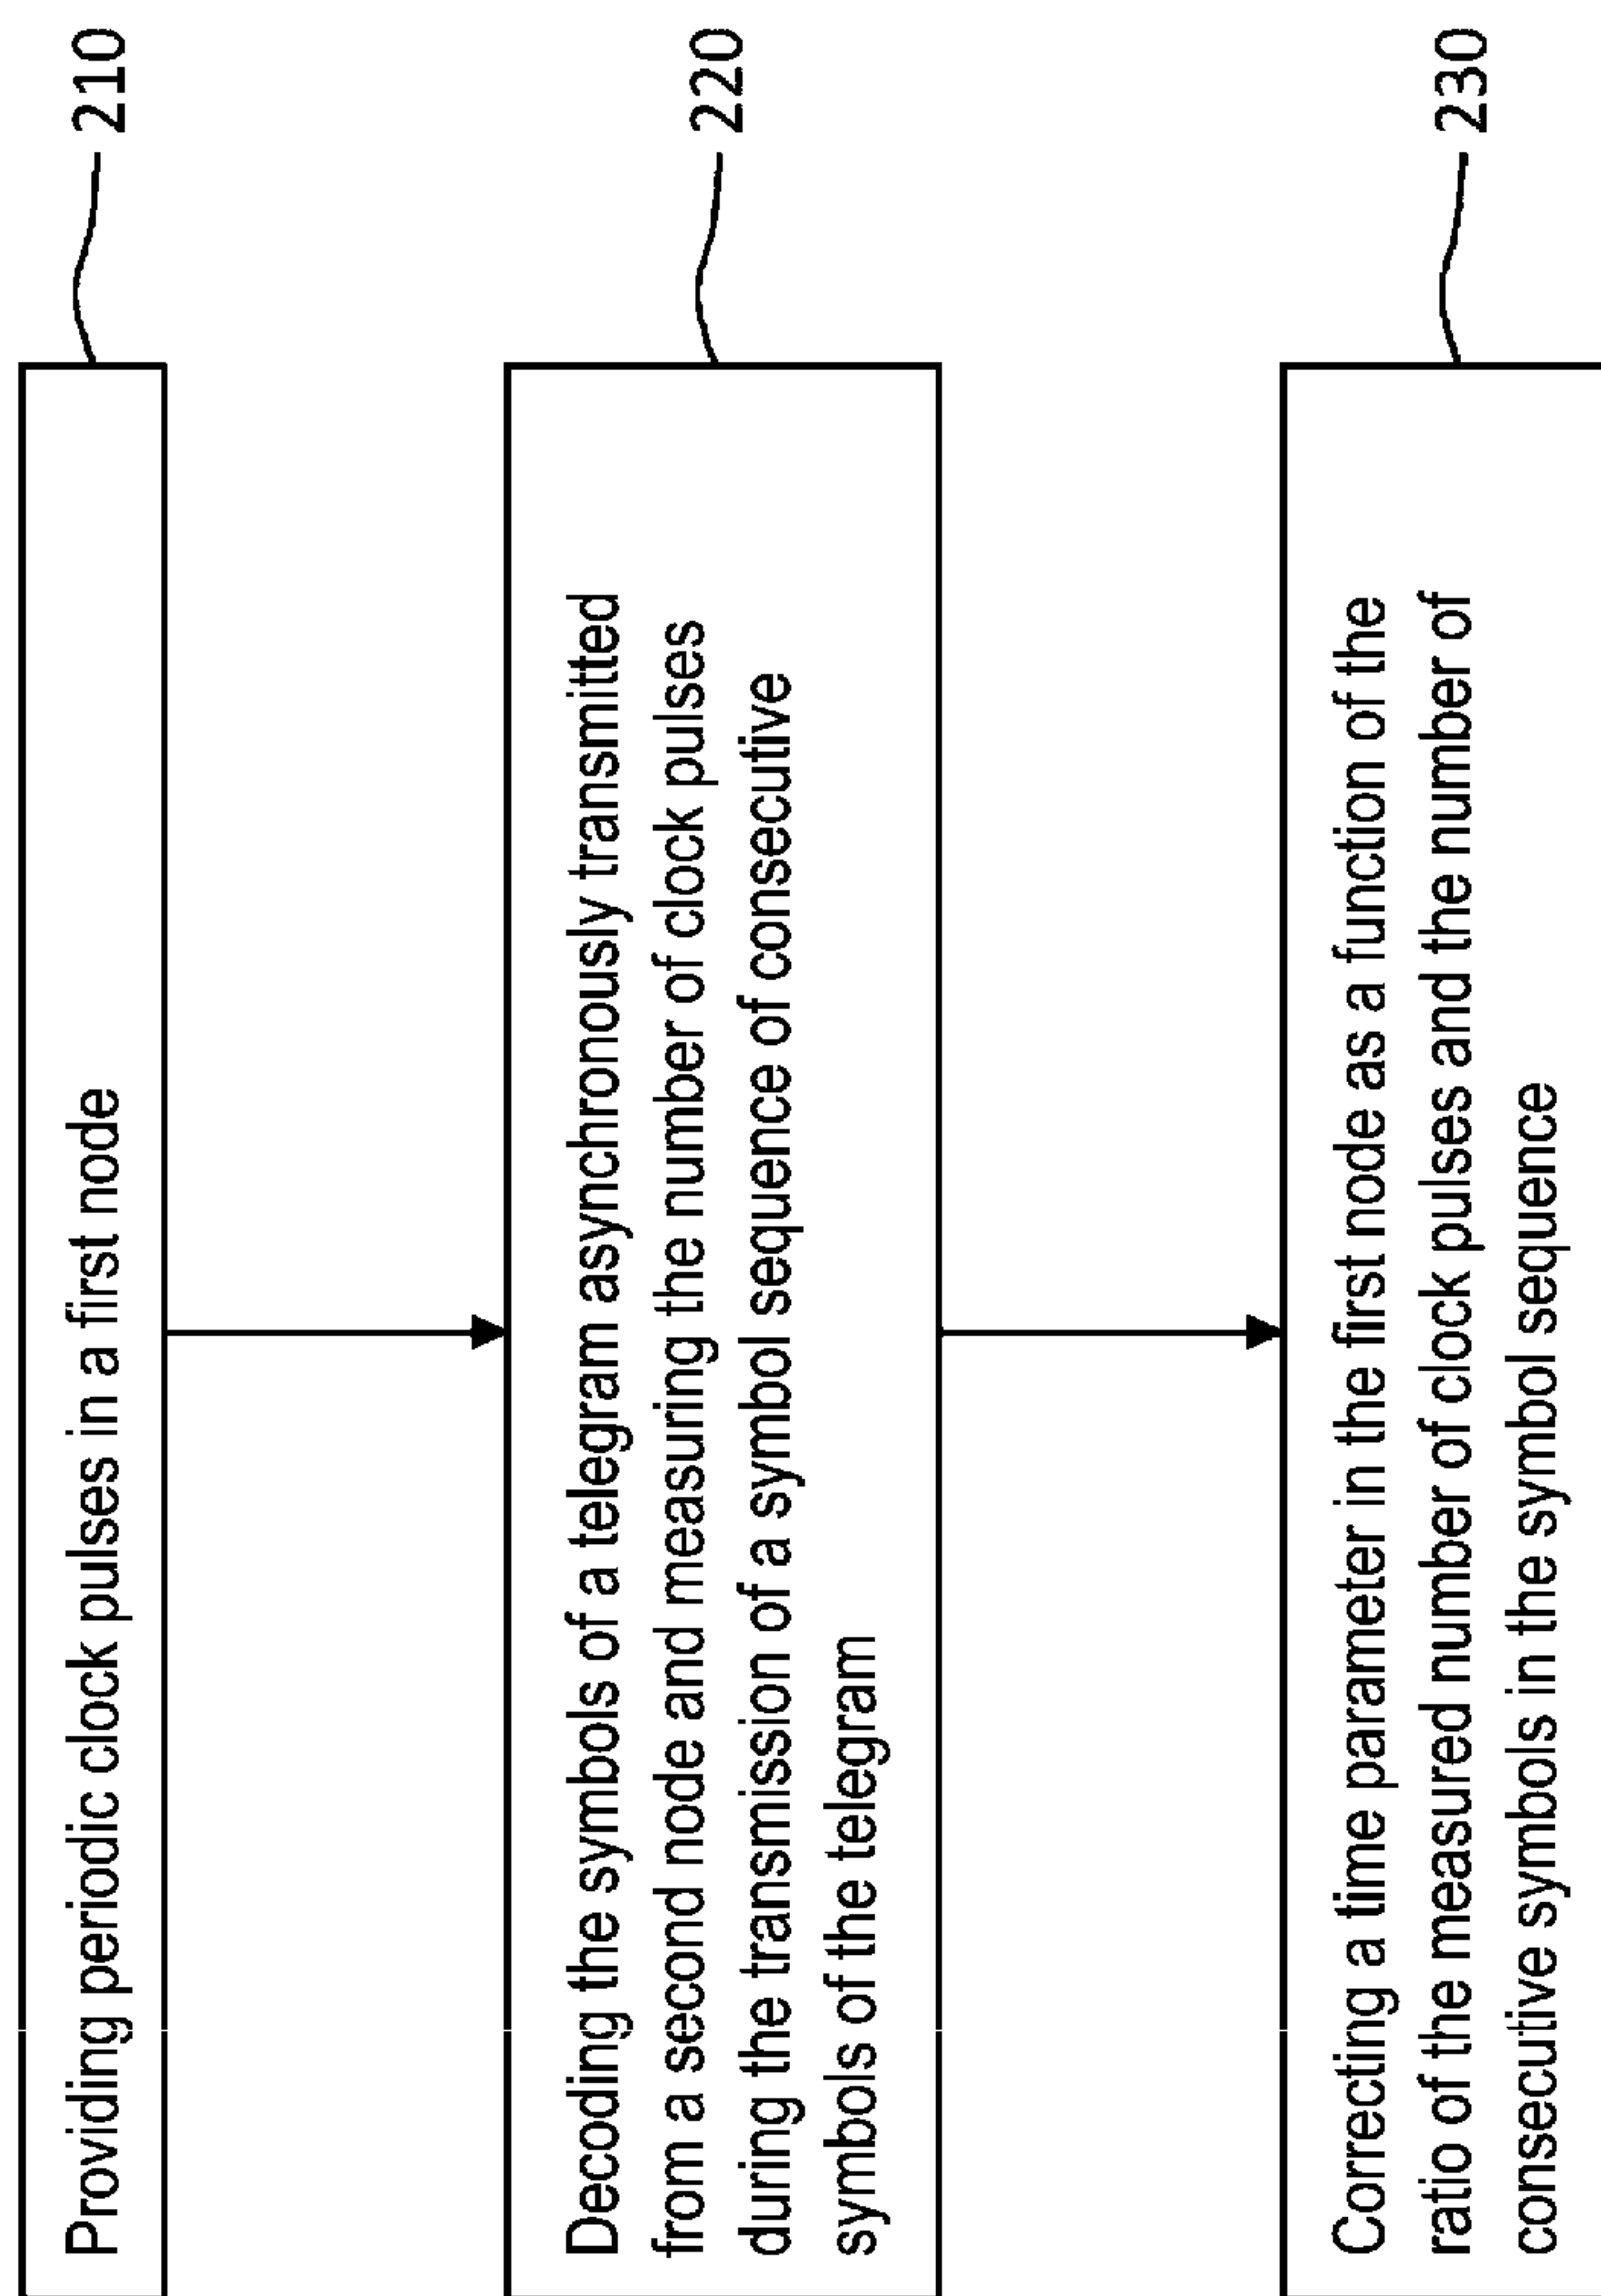 Providing periodic clock pulses in a first node
210
Decoding the symbols of a telegram asynchronously transmitted
from a second node and measuring the number of clock pulses
during the transmission of a symbol sequence of consecutive
symbols of the telegram
220
Correcting a time parameter in the first node as a function of the
ratio of the measured number of clock pulses and the number of
consecutive symbols in the symbol sequence
230